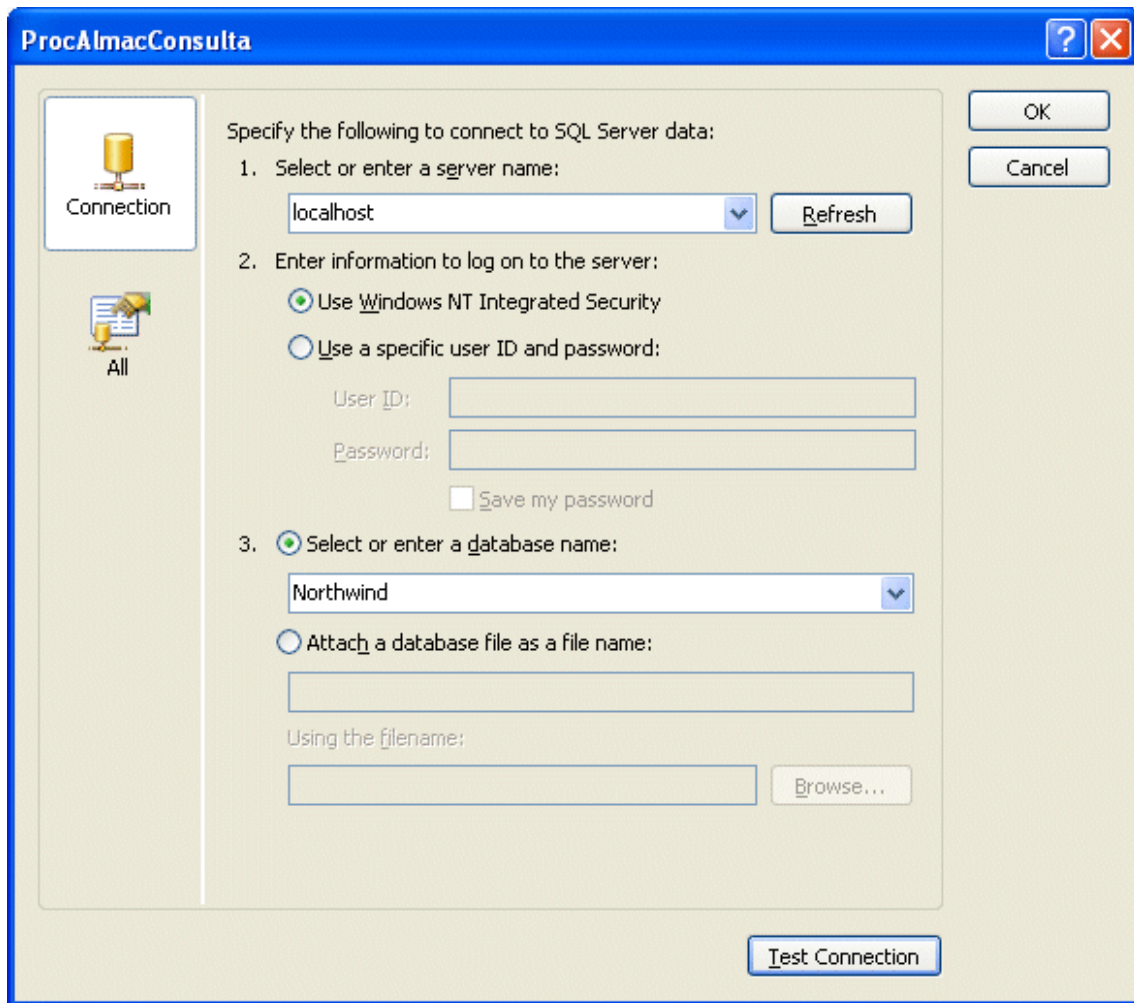 ProcAlmacConsulta
OK
Cancel
Connection
All
Specify the following to connect to SQL Server data:
1. Select or enter a server name:
localhost
Refresh
2. Enter information to log on to the server:
Use Windows NT Integrated Security
Use a specific user ID and password:
User ID:
Password:
Save my password
3. Select or enter a database name:
Northwind
Attach a database file as a file name:
Using the filename:
Browse...
Test Connection